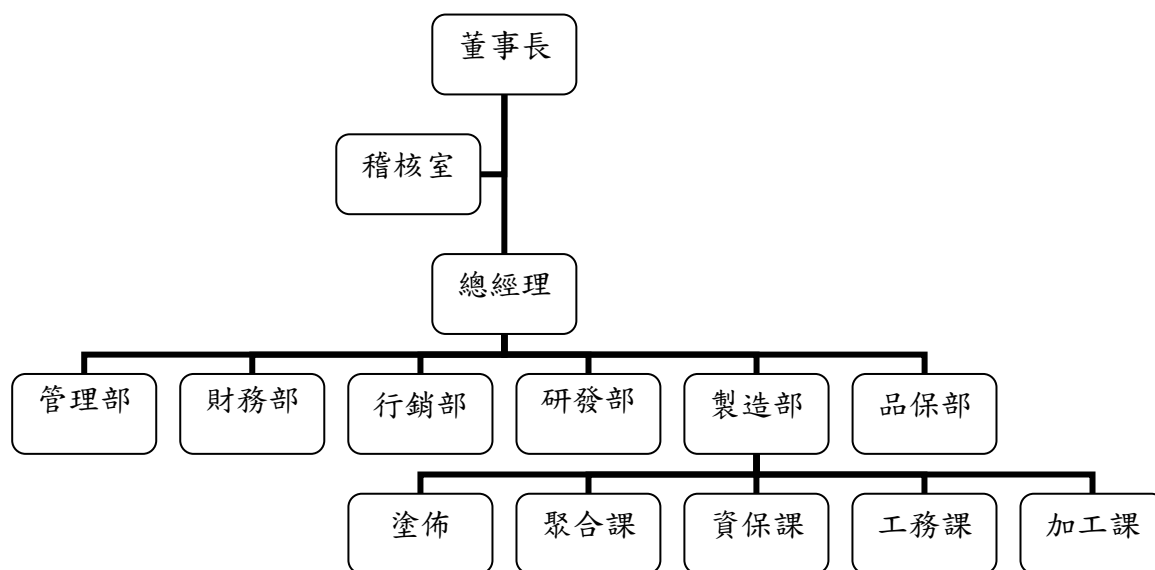 董事長
稽核室
總經理
管理部
財務部
行銷部
研發部
製造部
品保部
塗佈
聚合課
資保課
工務課
加工課